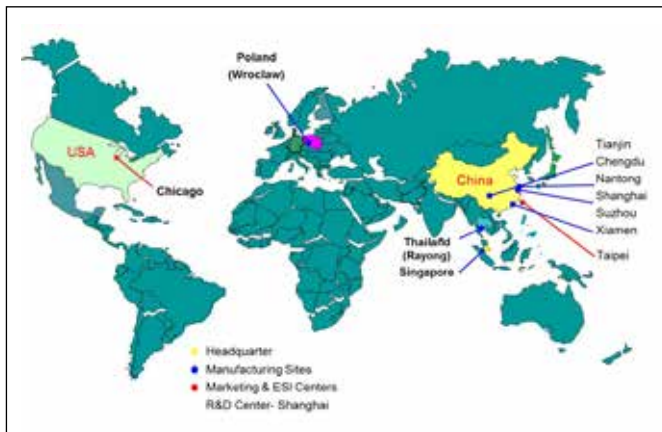 Poland
(Wroclaw)
USA
Chicago
China
Tianjin
Chengdu
Nantong
Shanghai
Suzhou
Xiamen
Taipei
Thailand
(Rayong)
Singapore
Headquarter
Manufacturing Sites
Marketing & ESI Centers
R&D Center- Shanghai